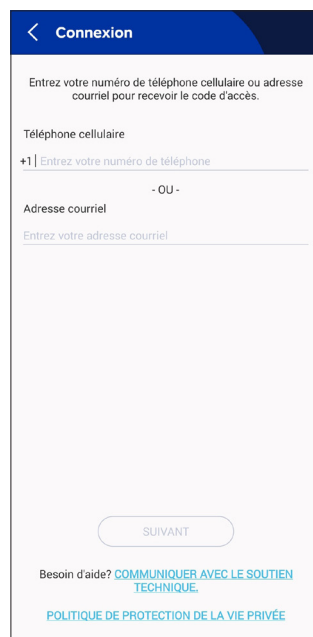 Connexion
Entrez votre numéro de téléphone cellulaire ou adresse
courriel pour recevoir le code d'accès.
Téléphone cellulaire
+1 Entrez votre numéro de téléphone
- OU -
Adresse courriel
Entrez votre adresse courriel
SUIVANT
Besoin d'aide? COMMUNIQUER AVEC LE SOUTIEN
TECHNIQUE.
POLITIQUE DE PROTECTION DE LA VIE PRIVÉE